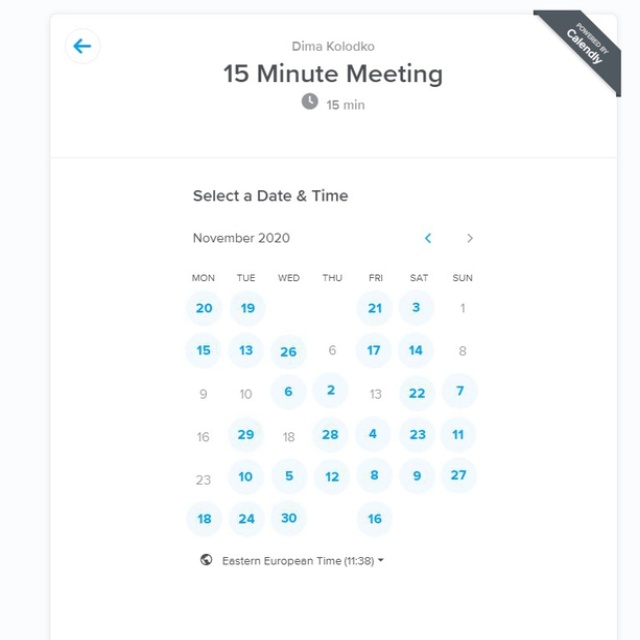 POWERED BY
Calendly
Dima Kolodko
15 Minute Meeting
15 min
Select a Date & Time
November 2020
MON TUE WED THU FRI SAT SUN
20 19 21 3 1
15 13 26 6 17 14 8
9 10 6 2 13 22 7
16 29 18 28 4 23 11
23 10 5 12 8 9 27
18 24 30 16
Eastern European Time (11:38)